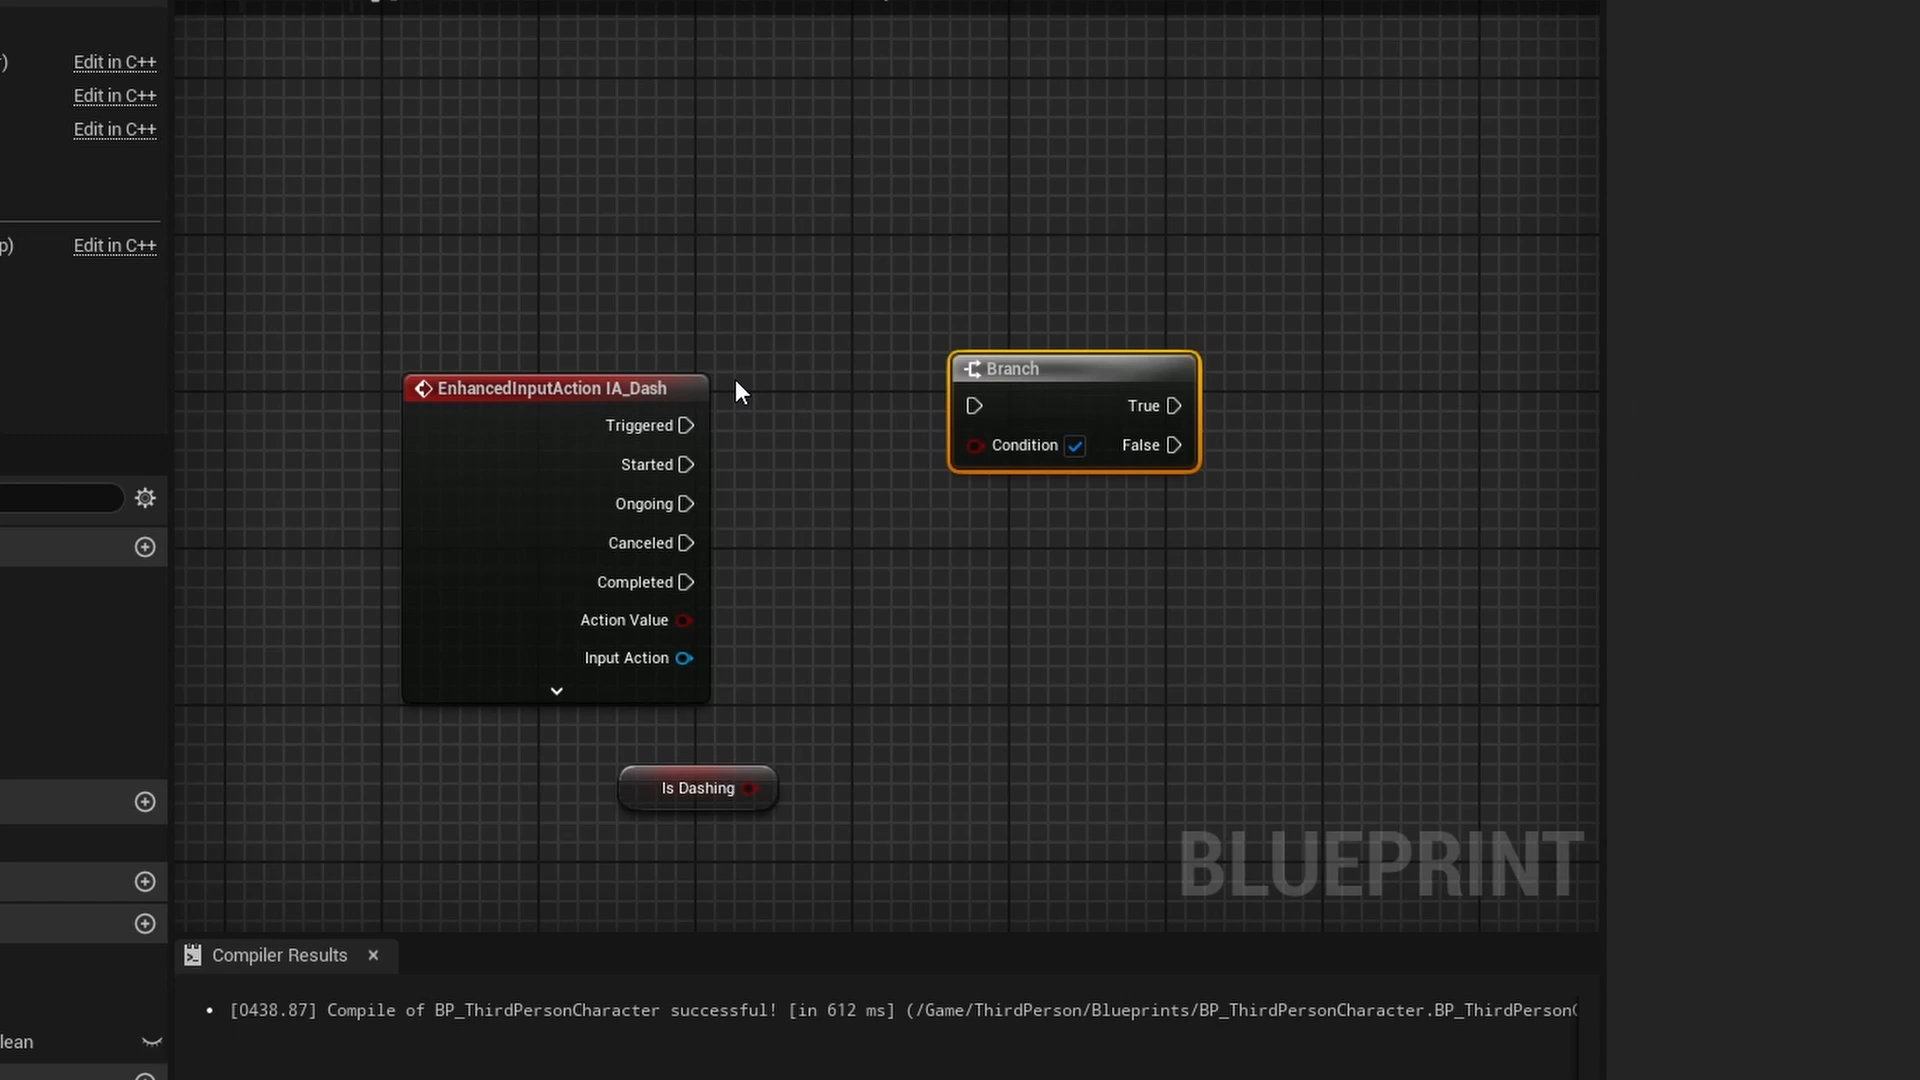 r)
Edit in C++
Edit in C++
Edit in C++
p)
Edit in C++
EnhancedInputAction IA_Dash
Triggered
Started
Ongoing
Canceled
Completed
Action Value
Input Action
Branch
True
Condition
False
Is Dashing
BLUEPRINT
Compiler Results
lean
• [0438.87] Compile of BP_ThirdPersonCharacter successful! [in 612 ms] (/Game/ThirdPerson/Blueprints/BP_ThirdPersonCharacter.BP_ThirdPersonC